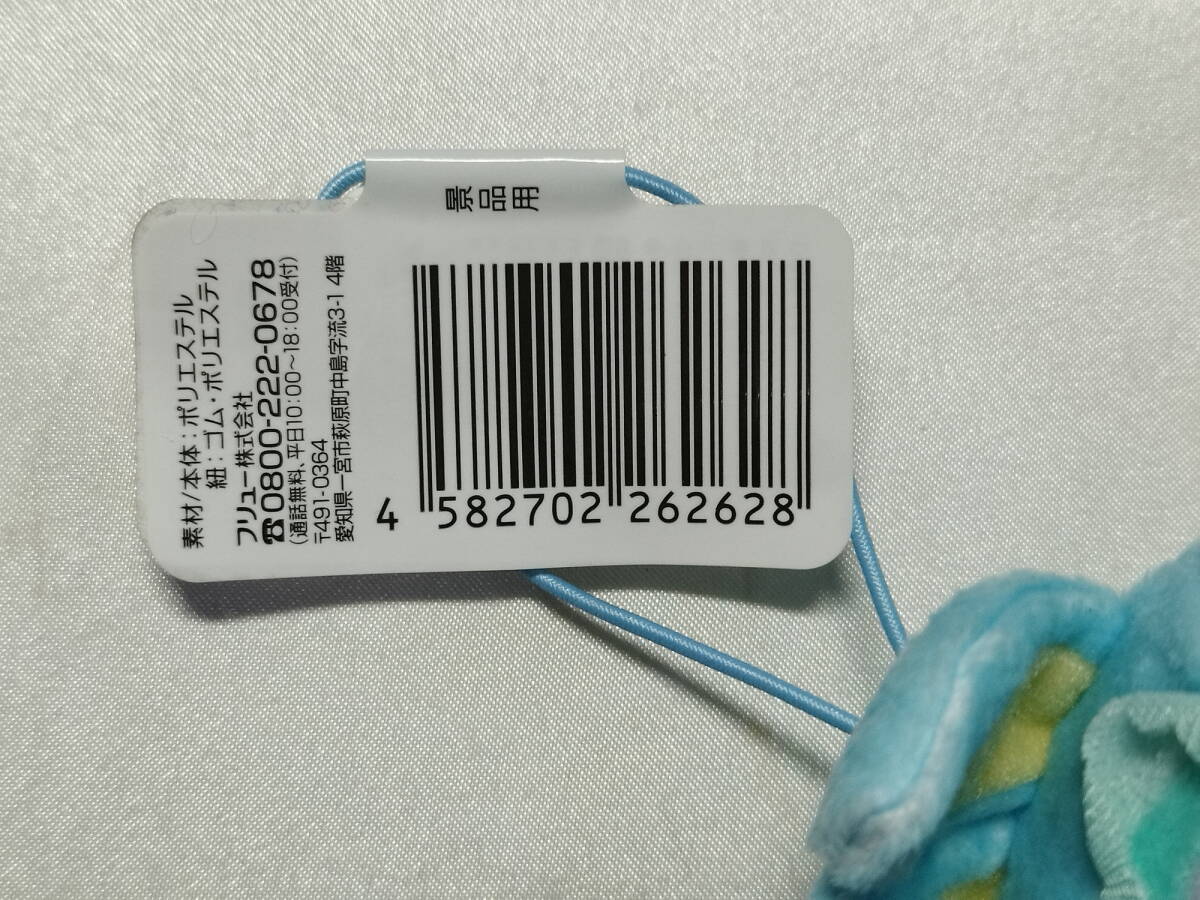 景品用
素材/本体：ポリエステル
紐：ゴム・ポリエステル
フリュー株式会社
☎0800-222-0678
(通話無料、平日10：00～18：00受付)
〒491-0364
愛知県一宮市萩原町中島字流3-1 4階
4 582702 262628